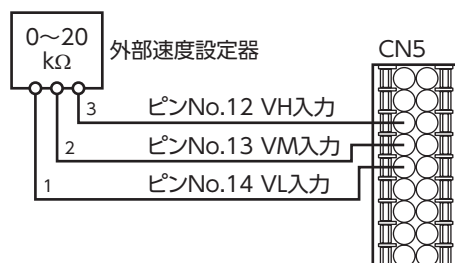 0～20
kΩ
外部速度設定器
CN5
3
ピンNo.12 VH入力
2
ピンNo.13 VM入力
1
ピンNo.14 VL入力